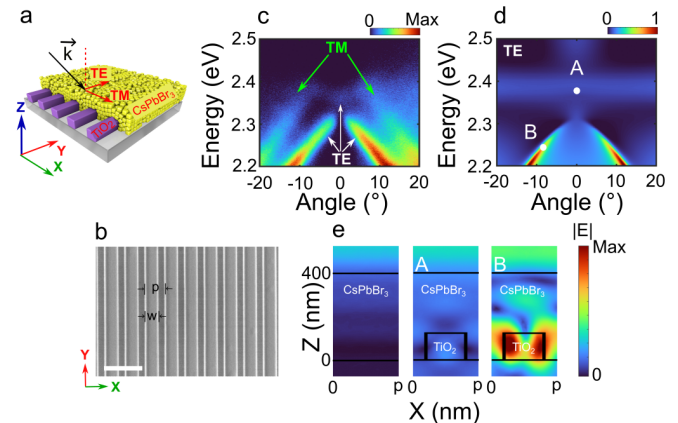 a
k
TE
TM
CsPbBr3
TiO2
Z
Y
X
b
p
w
Y
X
c
0 Max
TM
TE
Energy (eV)
2.5
2.4
2.3
2.2
-20 -10 0 10 20
Angle (°)
d
0 1
TE
A
B
Energy (eV)
2.5
2.4
2.3
2.2
-20 -10 0 10 20
Angle (°)
e
Z (nm)
400
0
CsPbBr3
0 p
A
CsPbBr3
TiO2
0 p
B
CsPbBr3
TiO2
0 p
X (nm)
|E|
Max
0